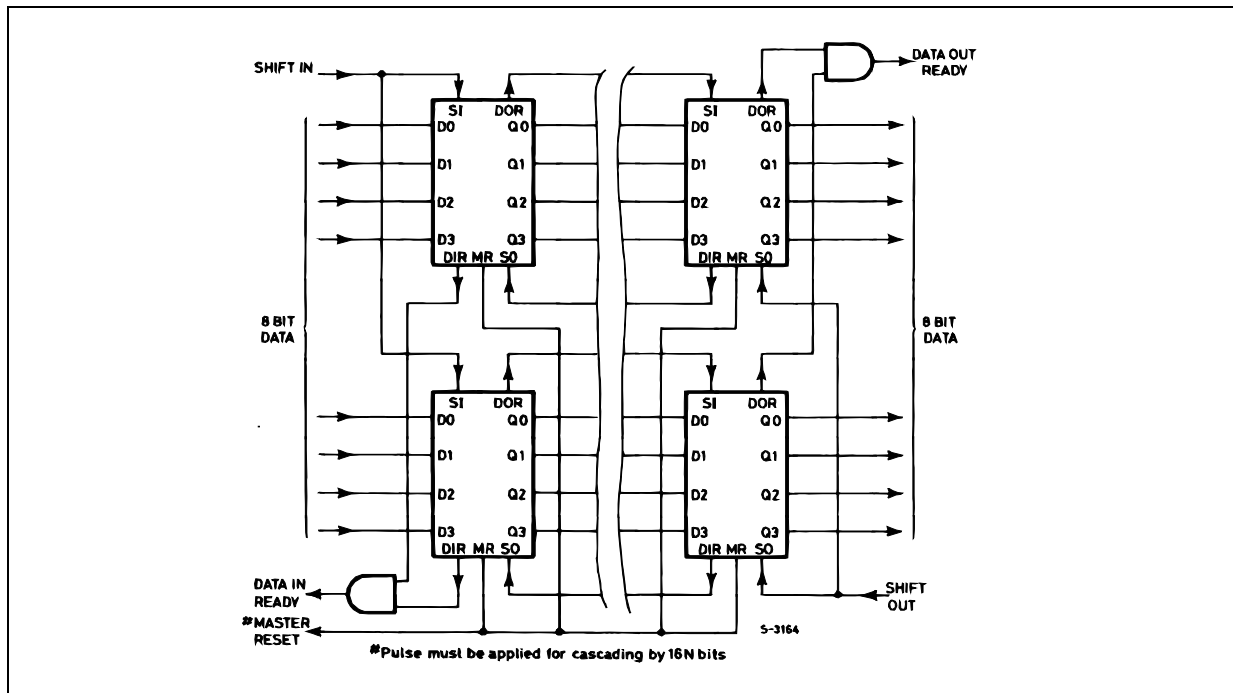 SHIFT IN
DATA OUT
READY
SI DOR
D0 Q0
D1 Q1
D2 Q2
D3 Q3
DIR MR SO
SI DOR
D0 Q0
D1 Q1
D2 Q2
D3 Q3
DIR MR SO
8 BIT
DATA
8 BIT
DATA
SI DOR
D0 Q0
D1 Q1
D2 Q2
D3 Q3
DIR MR SO
SI DOR
D0 Q0
D1 Q1
D2 Q2
D3 Q3
DIR MR SO
DATA IN
READY
SHIFT
OUT
#MASTER
RESET
S-3164
#Pulse must be applied for cascading by 16N bits